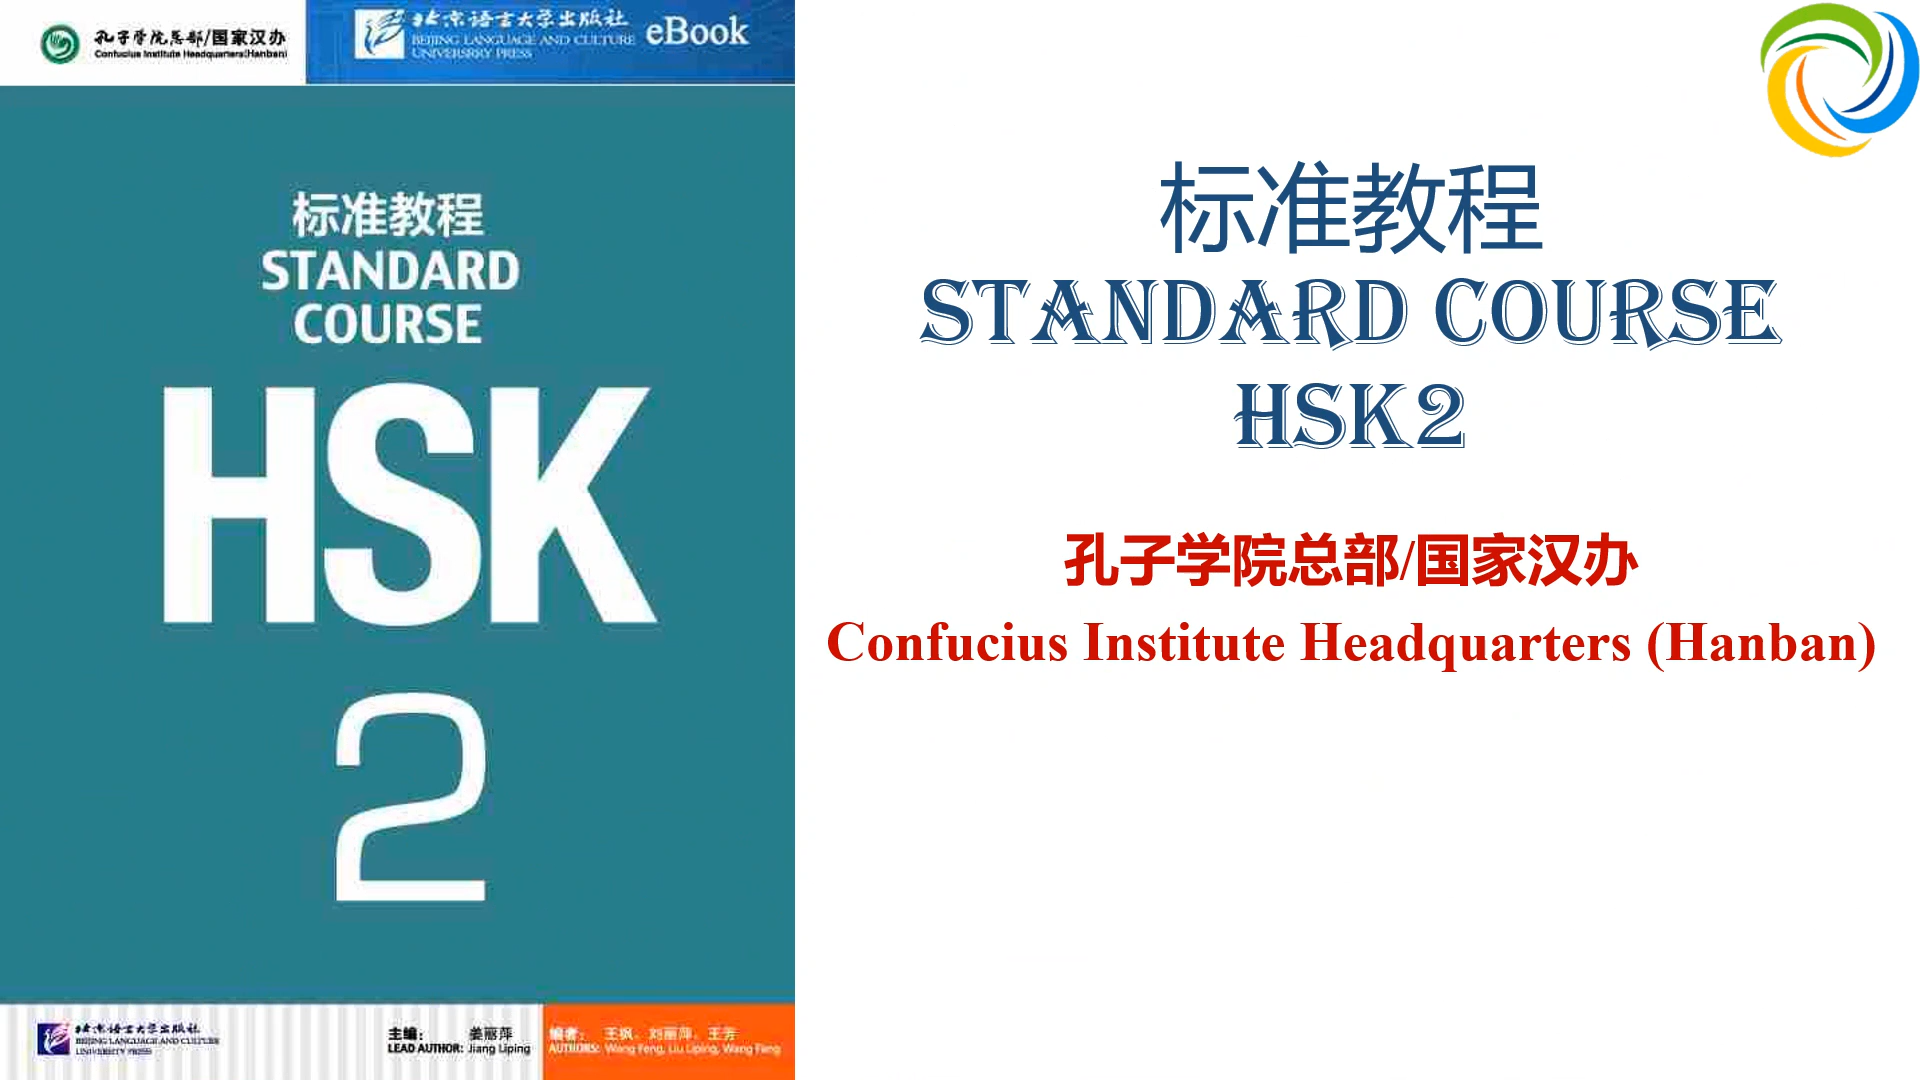 孔子学院总部/国家汉办
Confucius Institute Headquarters(Hanban)
北京语言大学出版社
BEIJING LANGUAGE AND CULTURE
UNIVERSITY PRESS
eBook
标准教程
STANDARD
COURSE
HSK
2
北京语言大学出版社
BEIJING LANGUAGE AND CULTURE
UNIVERSITY PRESS
主编： 姜丽萍
LEAD AUTHOR: Jiang Liping
编者： 王枫、刘丽萍、王芳
AUTHORS: Wang Feng, Liu Liping, Wang Fang
标准教程
STANDARD COURSE
HSK2
孔子学院总部/国家汉办
Confucius Institute Headquarters (Hanban)